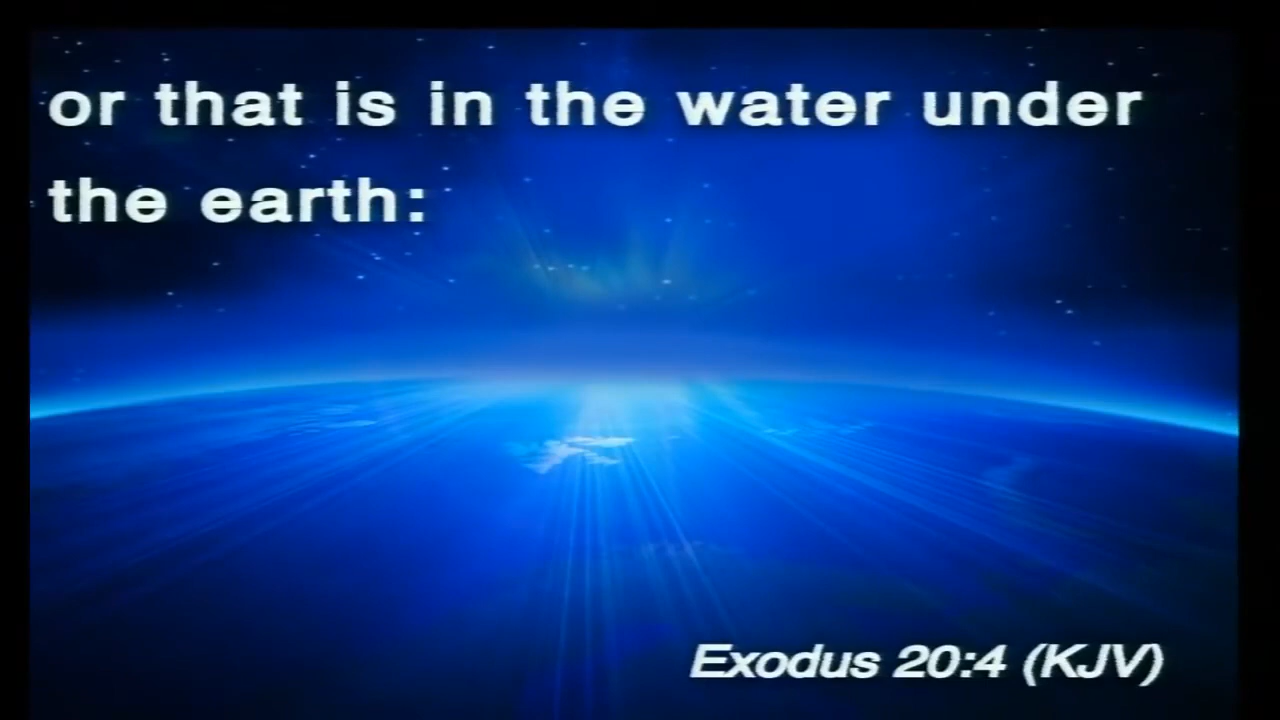 or that is in the water under
the earth:
Exodus 20:4 (KJV)